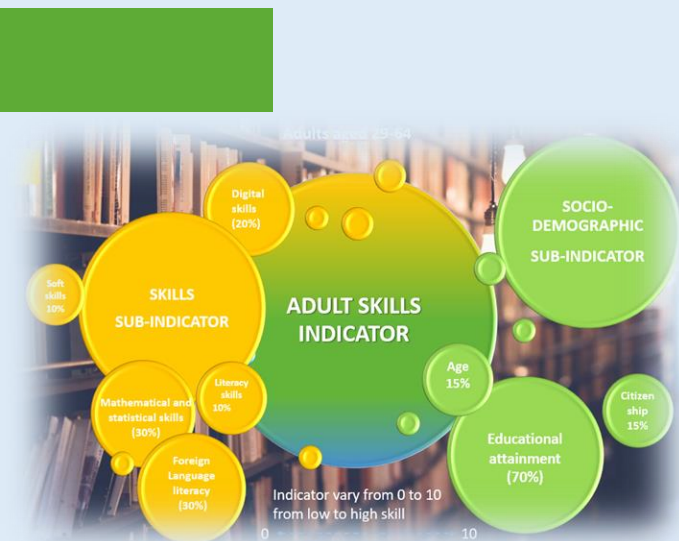 Adults aged 25-64
Digital
skills
(20%)
SOCIO-
DEMOGRAPHIC
SUB-INDICATOR
Soft
skills
10%
SKILLS
SUB-INDICATOR
ADULT SKILLS
INDICATOR
Age
15%
Literacy
skills
10%
Mathematical and
statistical skills
(30%)
Citizen
ship
15%
Educational
attainment
(70%)
Foreign
Language
literacy
(30%)
Indicator vary from 0 to 10
from low to high skill
0 10